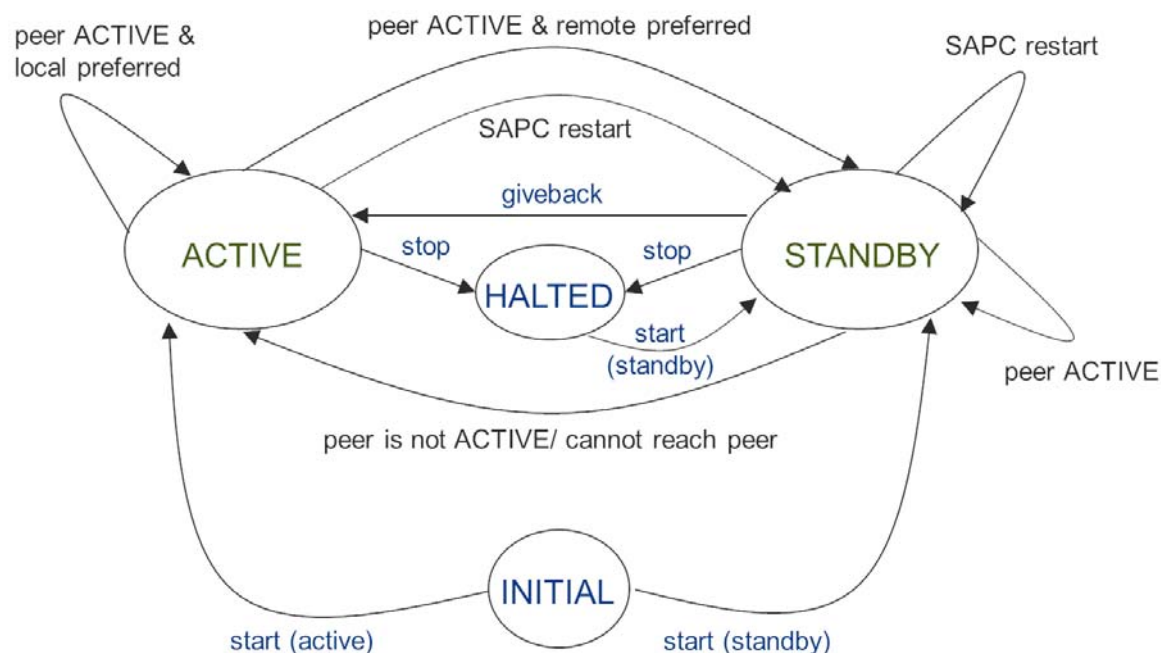 peer ACTIVE &
local preferred
peer ACTIVE & remote preferred
SAPC restart
SAPC restart
giveback
ACTIVE
stop
stop
STANDBY
HALTED
start
(standby)
peer ACTIVE
peer is not ACTIVE/ cannot reach peer
INITIAL
start (active)
start (standby)